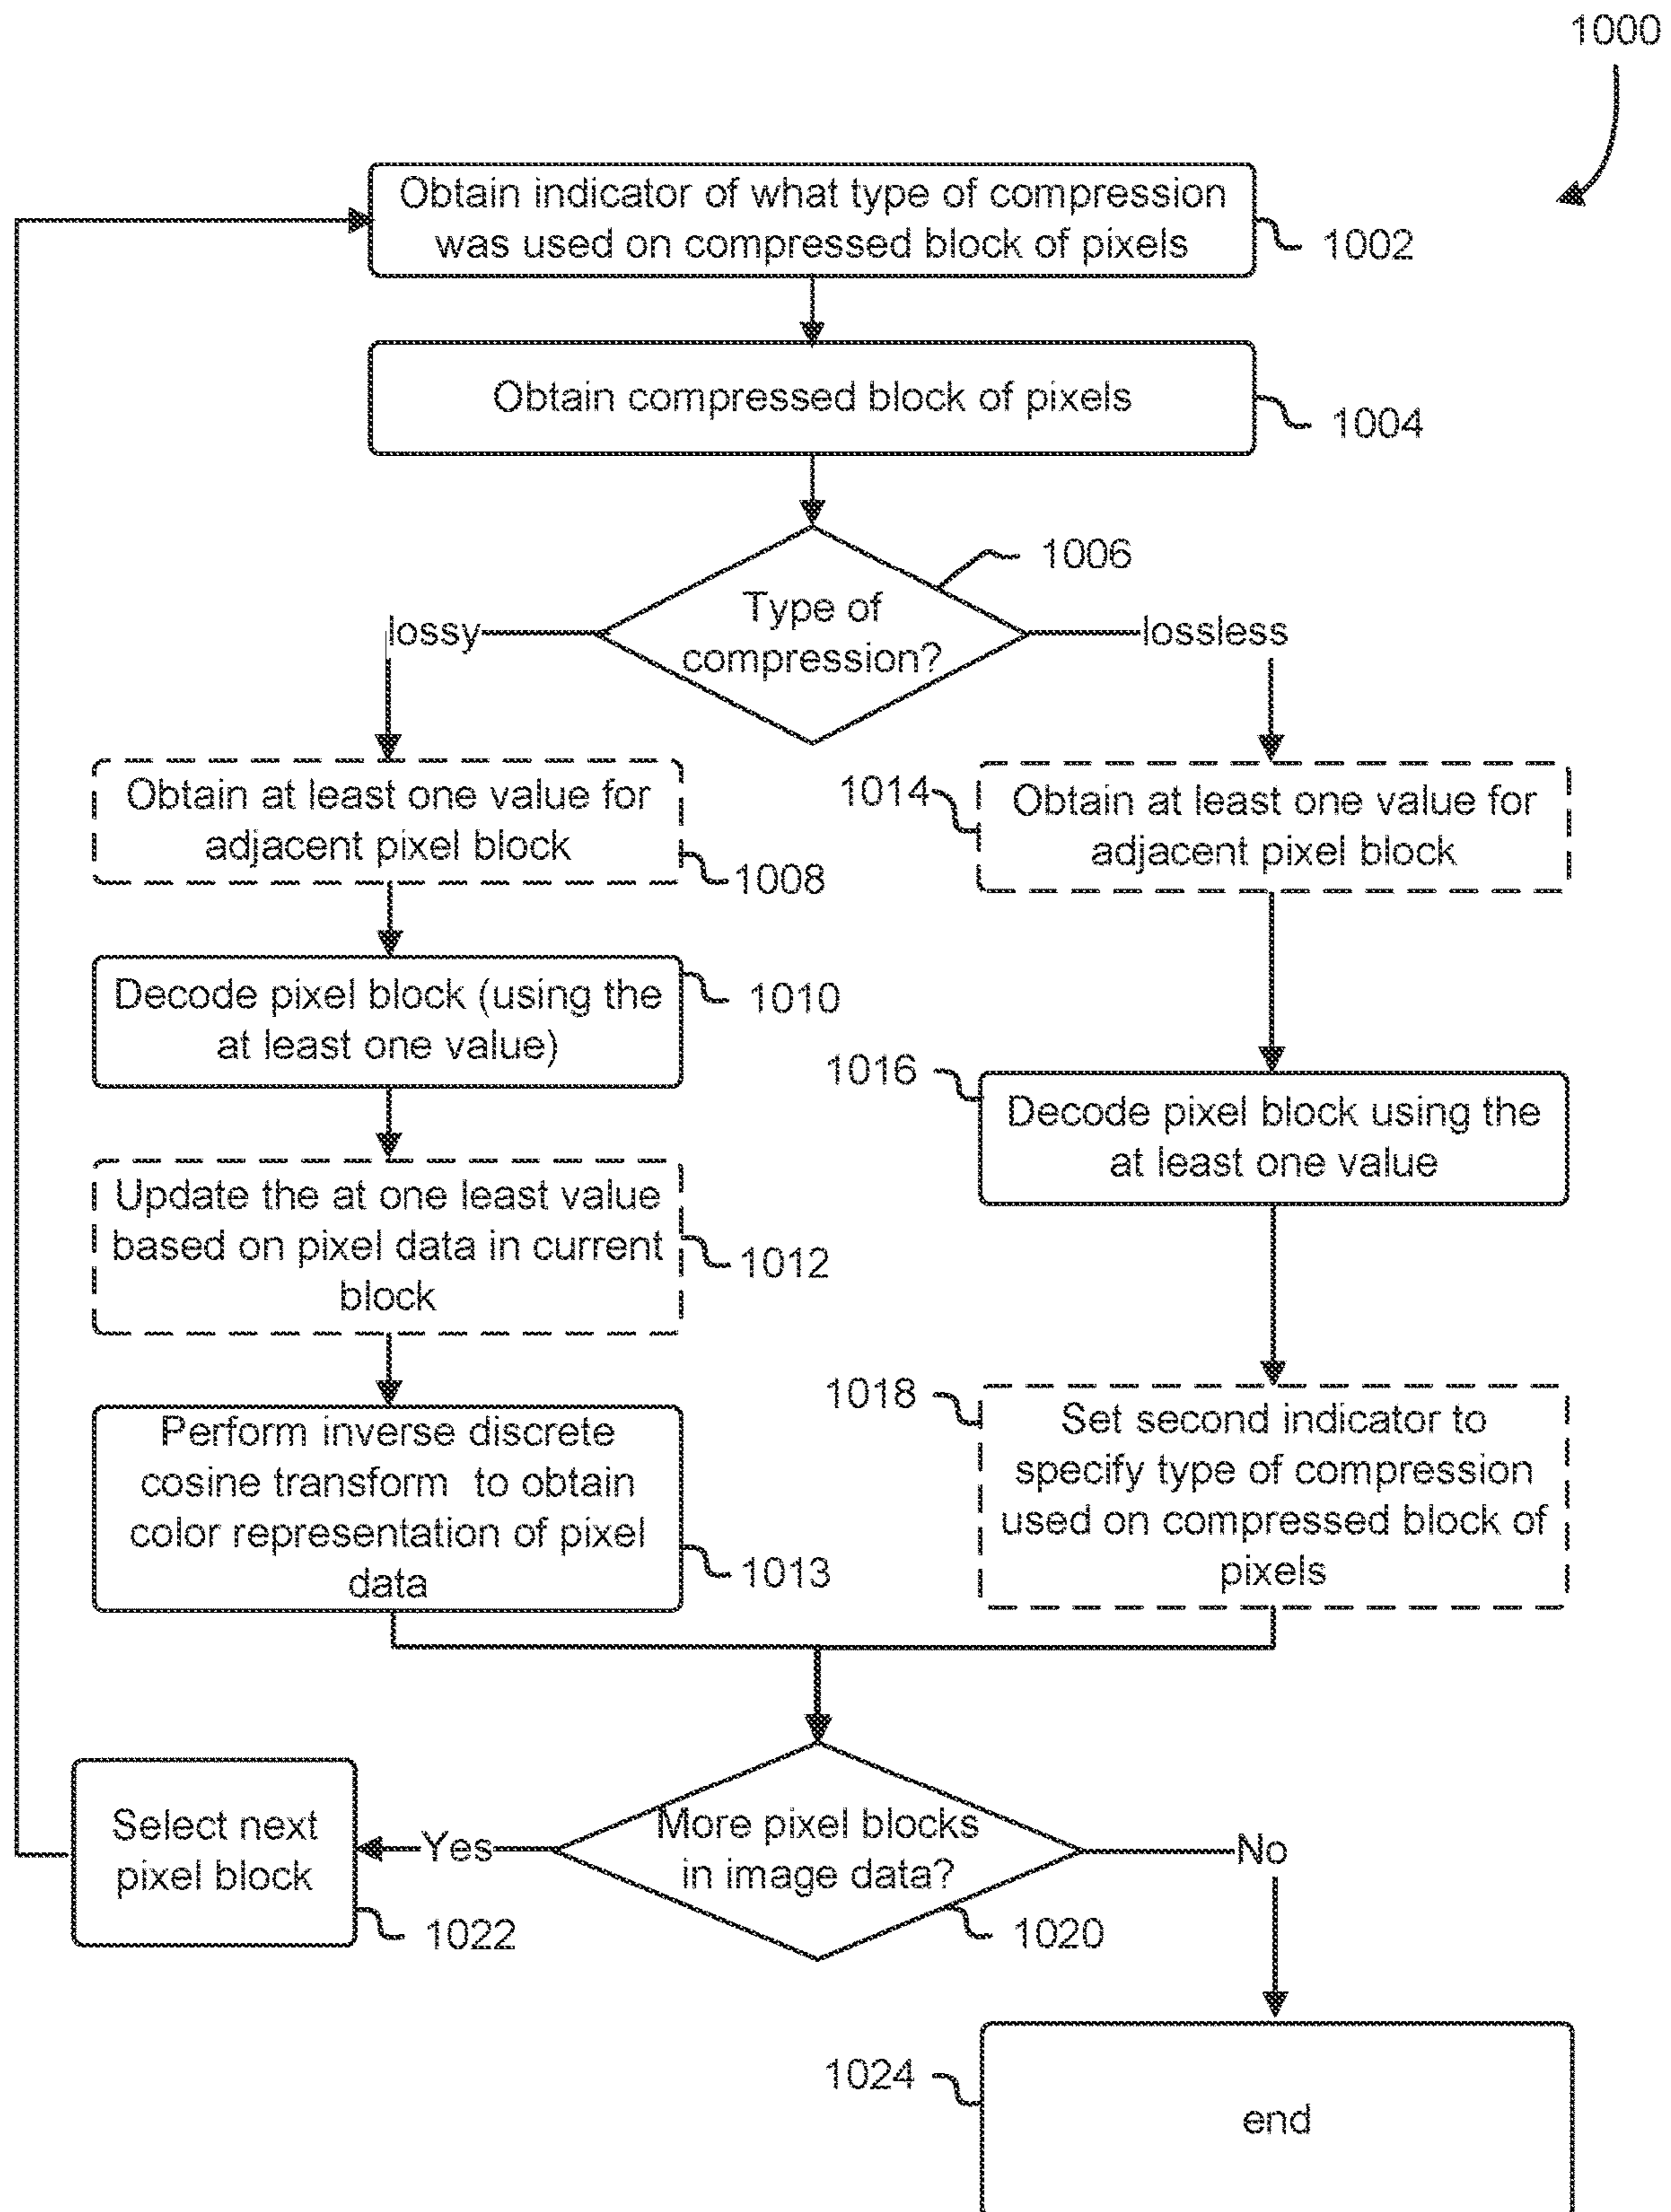 1000
Obtain indicator of what type of compression
was used on compressed block of pixels
1002
Obtain compressed block of pixels
1004
1006
Type of
compression?
lossy
lossless
Obtain at least one value for
adjacent pixel block
1008
1014
Obtain at least one value for
adjacent pixel block
Decode pixel block (using the
at least one value)
1010
1016
Decode pixel block using the
at least one value
Update the at one least value
based on pixel data in current
block
1012
Perform inverse discrete
cosine transform to obtain
color representation of pixel
data
1013
1018
Set second indicator to
specify type of compression
used on compressed block of
pixels
Select next
pixel block
1022
Yes
More pixel blocks
in image data?
1020
No
1024
end